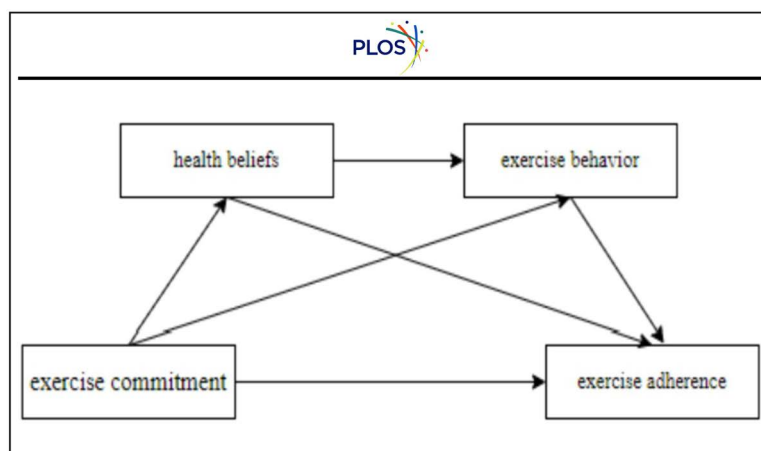 PLOS
health beliefs
exercise behavior
exercise commitment
exercise adherence